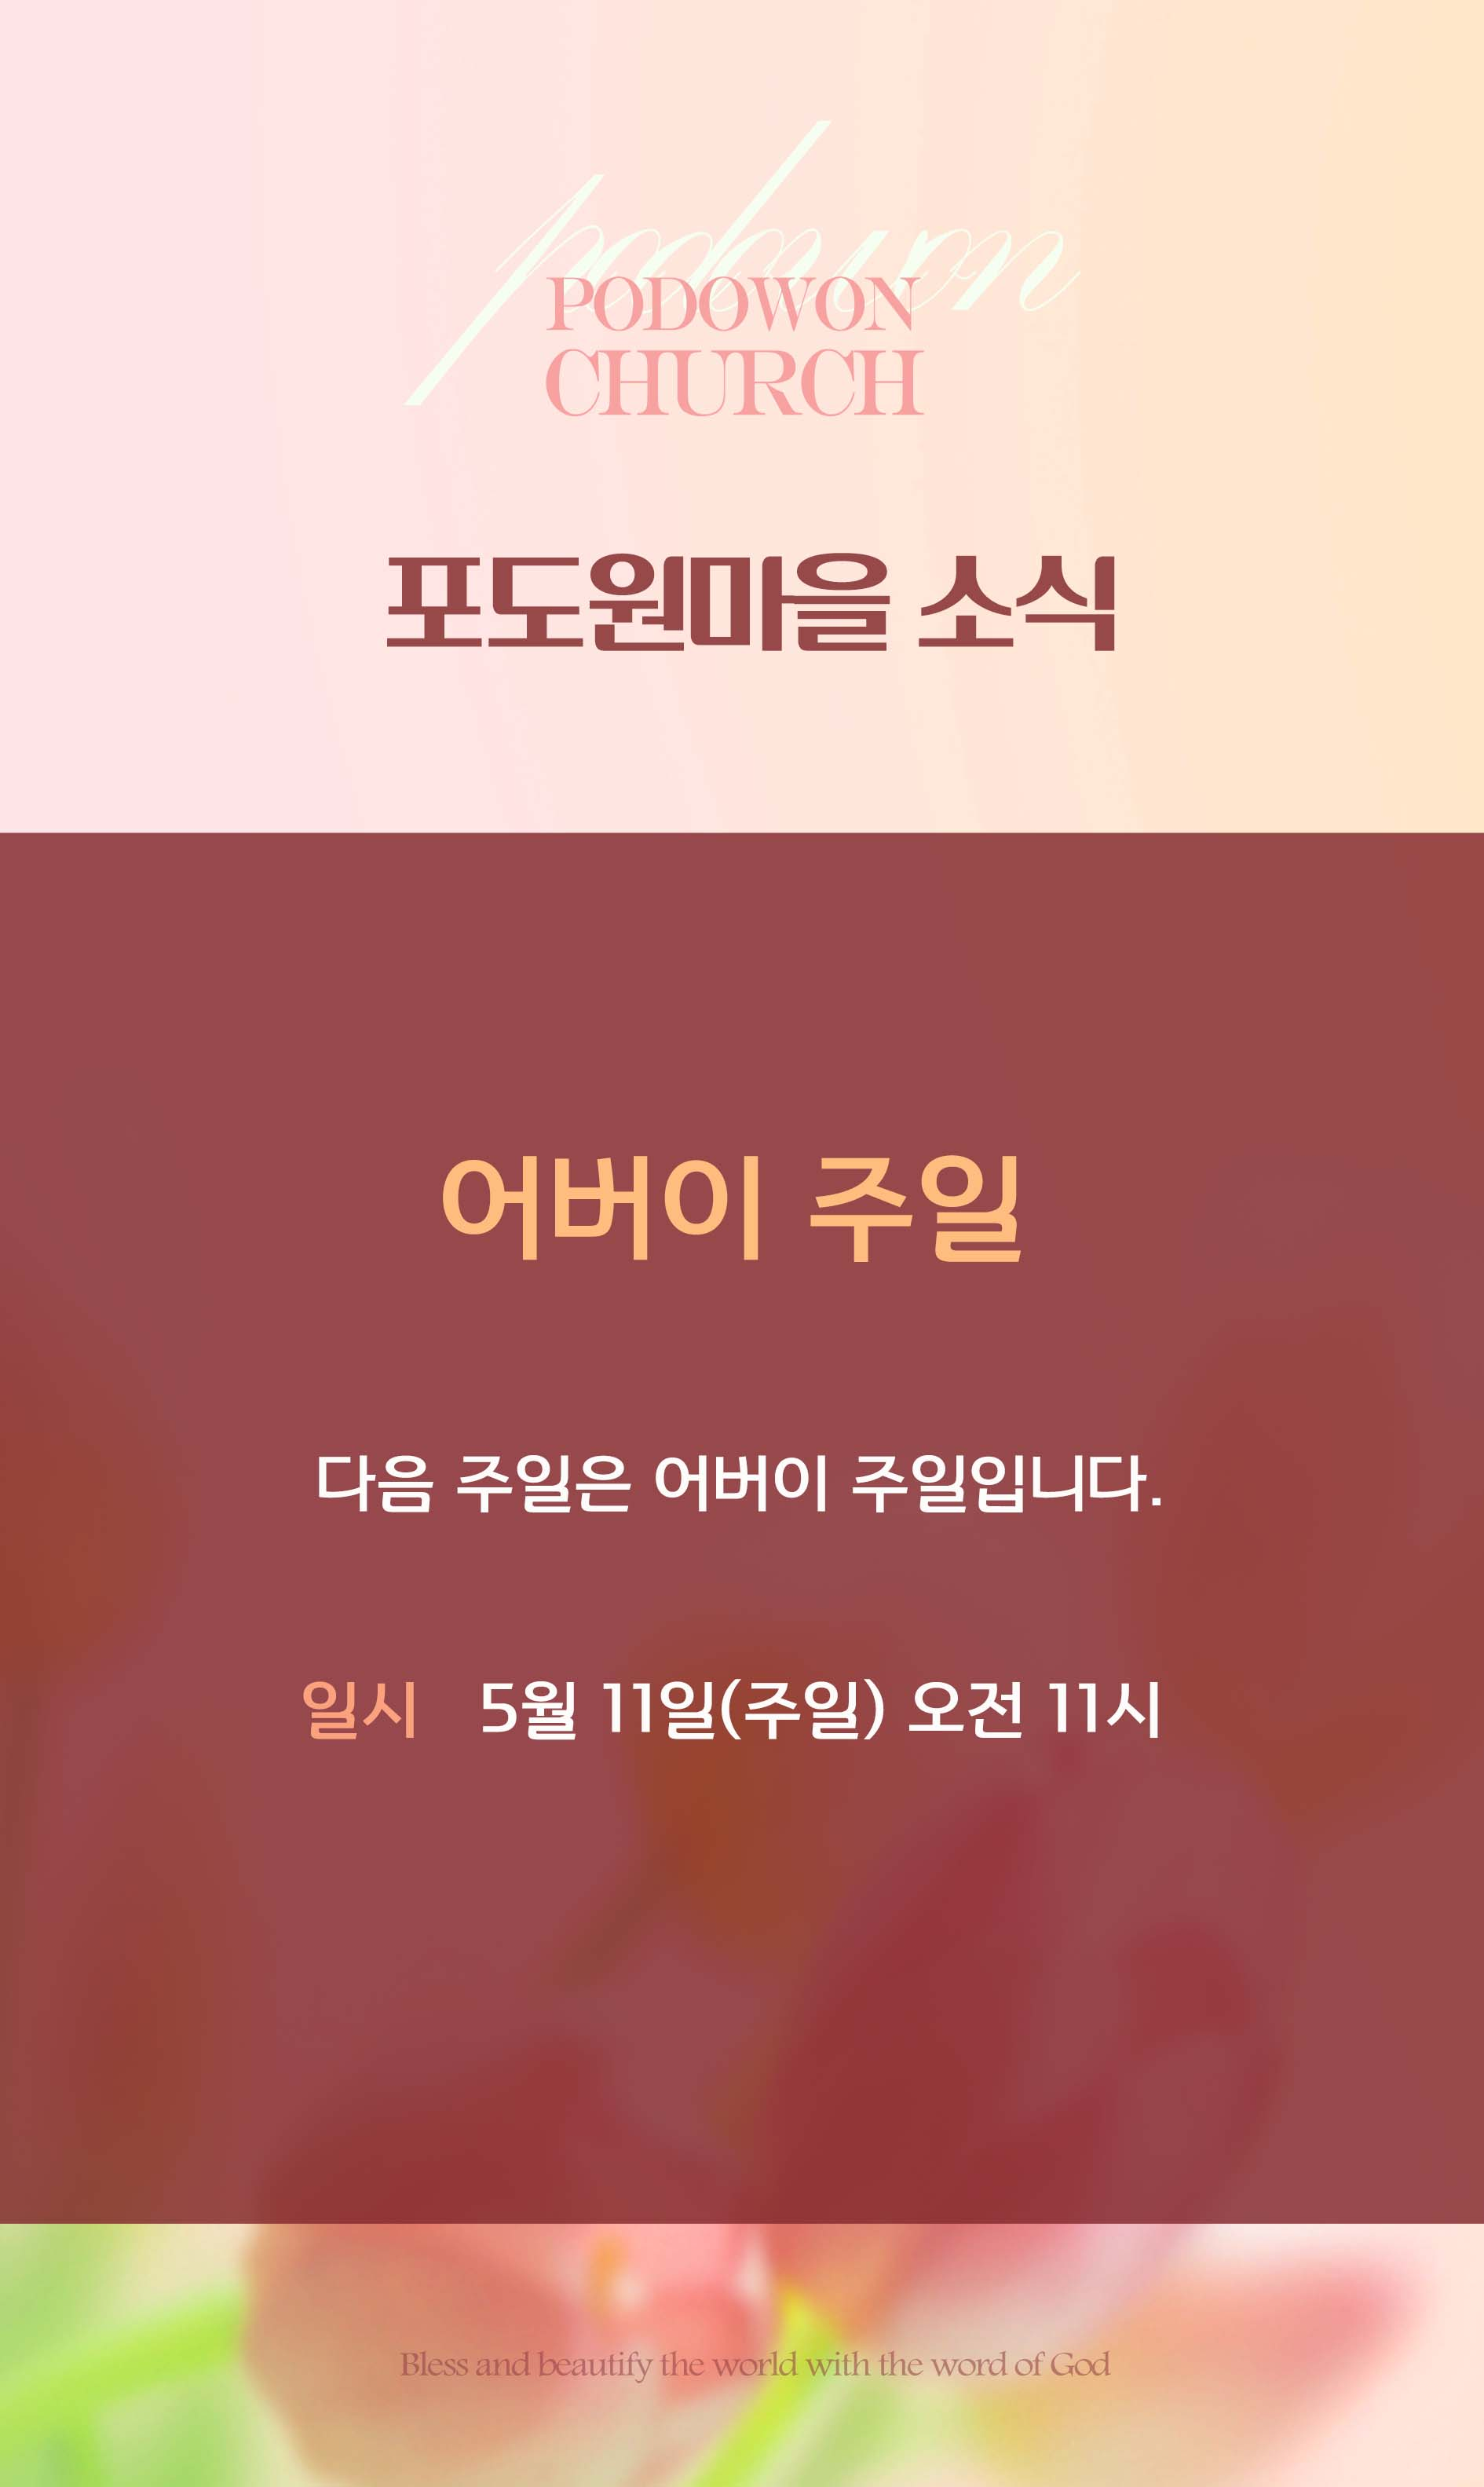 podowon
PODOWON
CHURCH
포도원마을 소식
어버이 주일
다음 주일은 어버이 주일입니다.
일시 5월 11일(주일) 오전 11시
Bless and beautify the world with the word of God